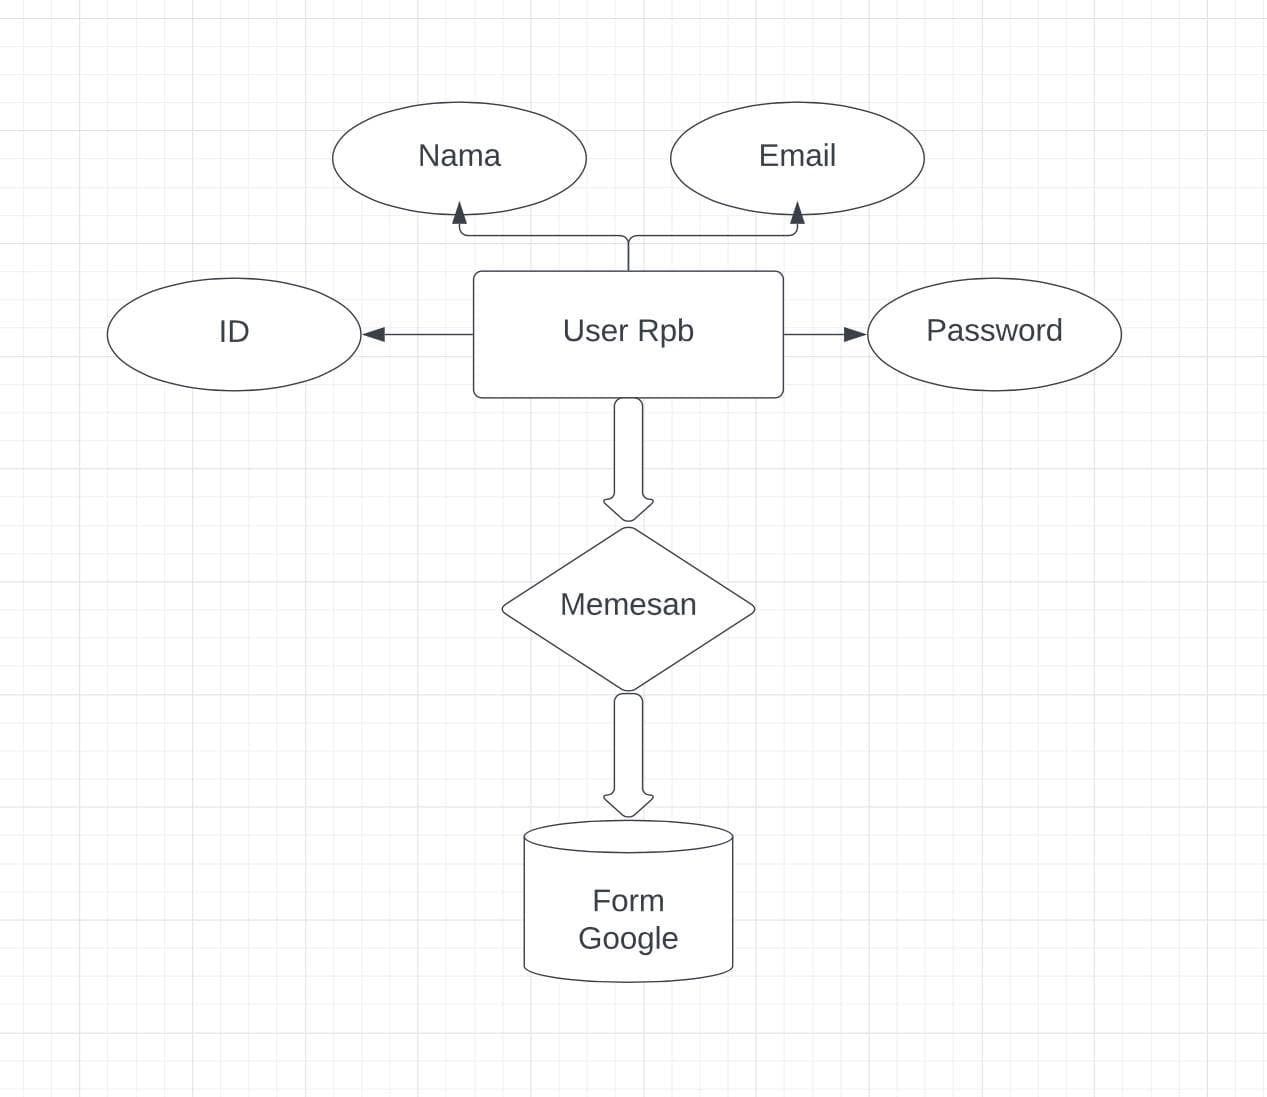 Nama
Email
ID
User Rpb
Password
Memesan
Form
Google